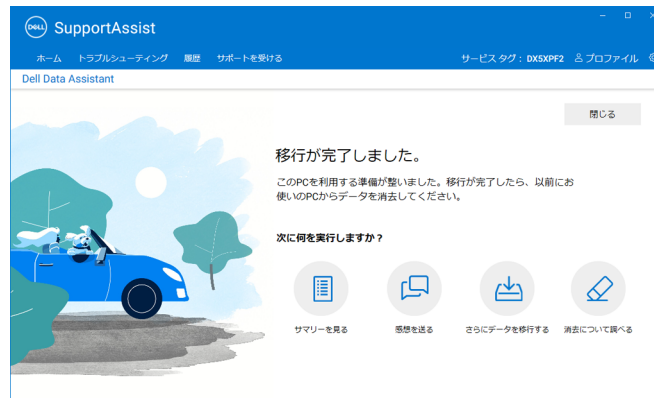 DELL SupportAssist
ホーム トラブルシューティング 履歴 サポートを受ける サービス タグ： DX5XPF2 プロファイル
Dell Data Assistant
閉じる
移行が完了しました。
このPCを利用する準備が整いました。移行が完了したら、以前にお
使いのPCからデータを消去してください。
次に何を実行しますか？
サマリーを見る 感想を送る さらにデータを移行する 消去について調べる